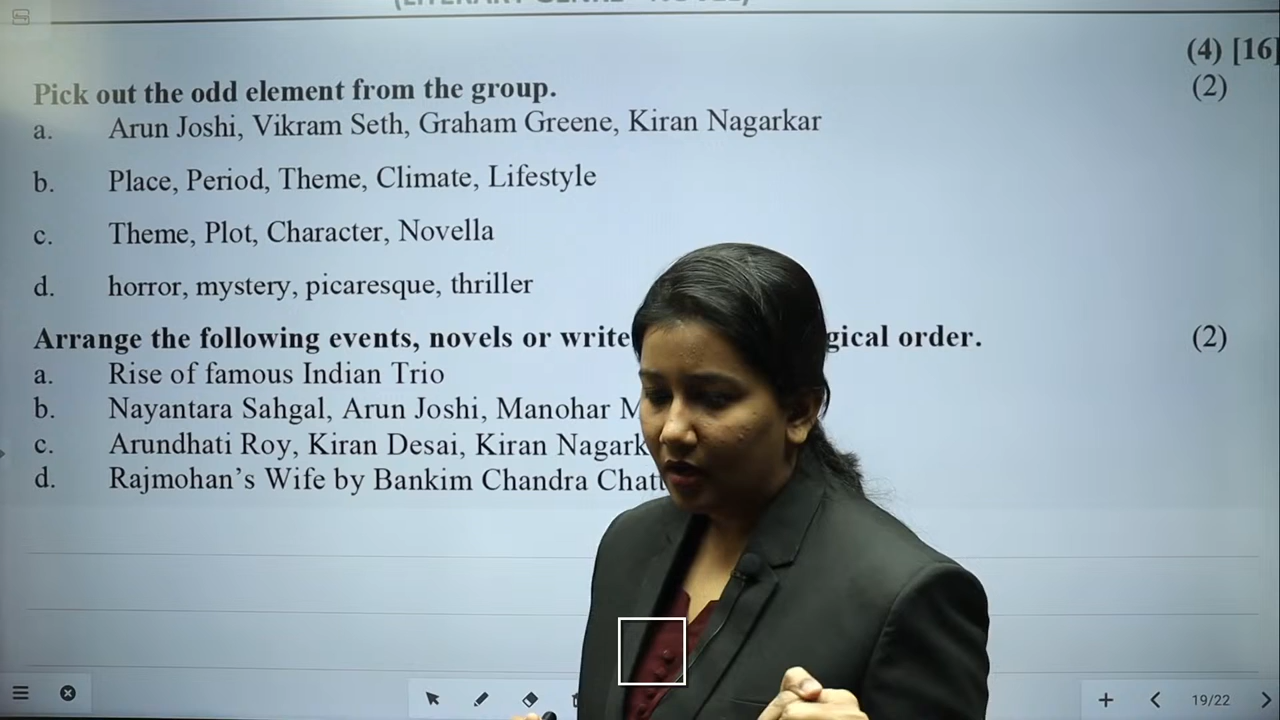 (4) [16]
Pick out the odd element from the group. (2)
a. Arun Joshi, Vikram Seth, Graham Greene, Kiran Nagarkar
b. Place, Period, Theme, Climate, Lifestyle
c. Theme, Plot, Character, Novella
d. horror, mystery, picaresque, thriller
Arrange the following events, novels or write gical order. (2)
a. Rise of famous Indian Trio
b. Nayantara Sahgal, Arun Joshi, Manohar
c. Arundhati Roy, Kiran Desai, Kiran Nagark
d. Rajmohan’s Wife by Bankim Chandra Chatt
19/22